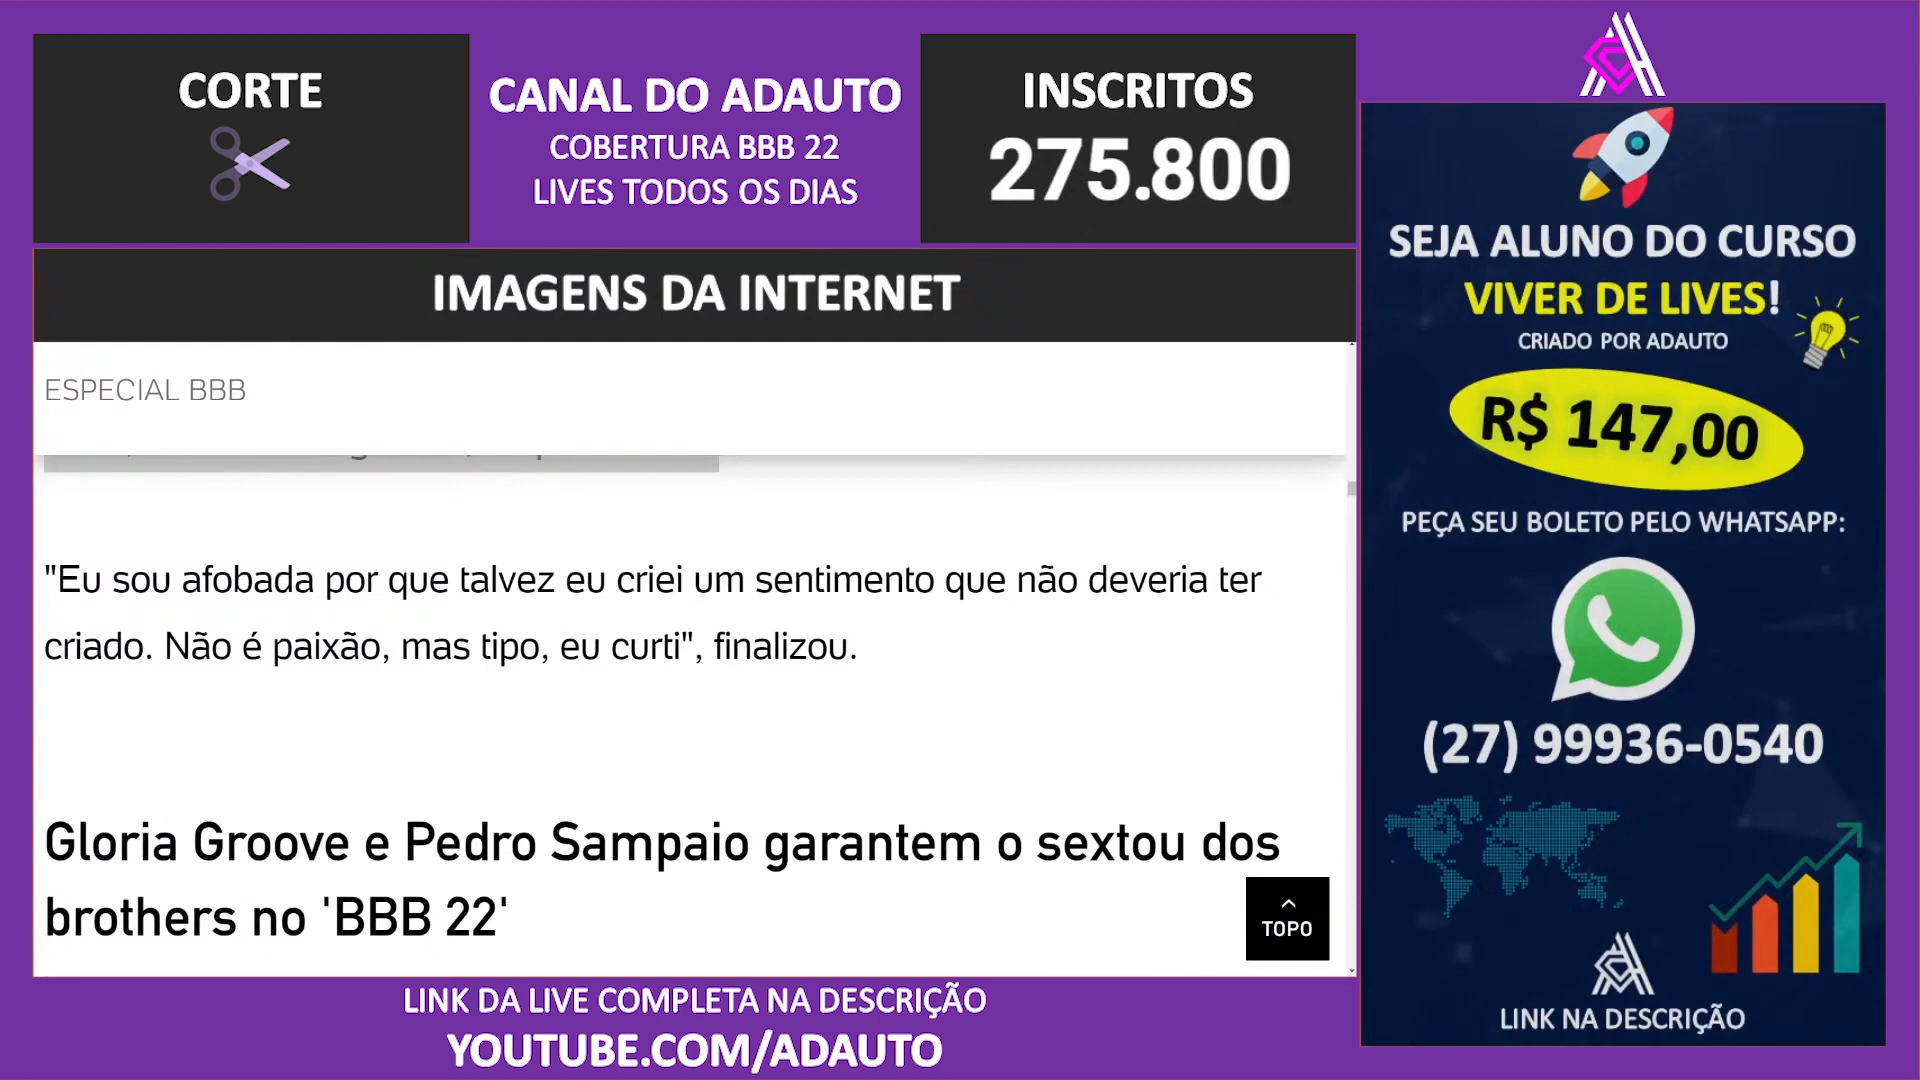 CORTE
CANAL DO ADAUTO
COBERTURA BBB 22
LIVES TODOS OS DIAS
INSCRITOS
275.800
IMAGENS DA INTERNET
ESPECIAL BBB
"Eu sou afobada por que talvez eu criei um sentimento que não deveria ter
criado. Não é paixão, mas tipo, eu curti", finalizou.
Gloria Groove e Pedro Sampaio garantem o sextou dos
brothers no 'BBB 22'
TOPO
LINK DA LIVE COMPLETA NA DESCRIÇÃO
YOUTUBE.COM/ADAUTO
SEJA ALUNO DO CURSO
VIVER DE LIVES!
CRIADO POR ADAUTO
R$ 147,00
PEÇA SEU BOLETO PELO WHATSAPP:
(27) 99936-0540
LINK NA DESCRIÇÃO